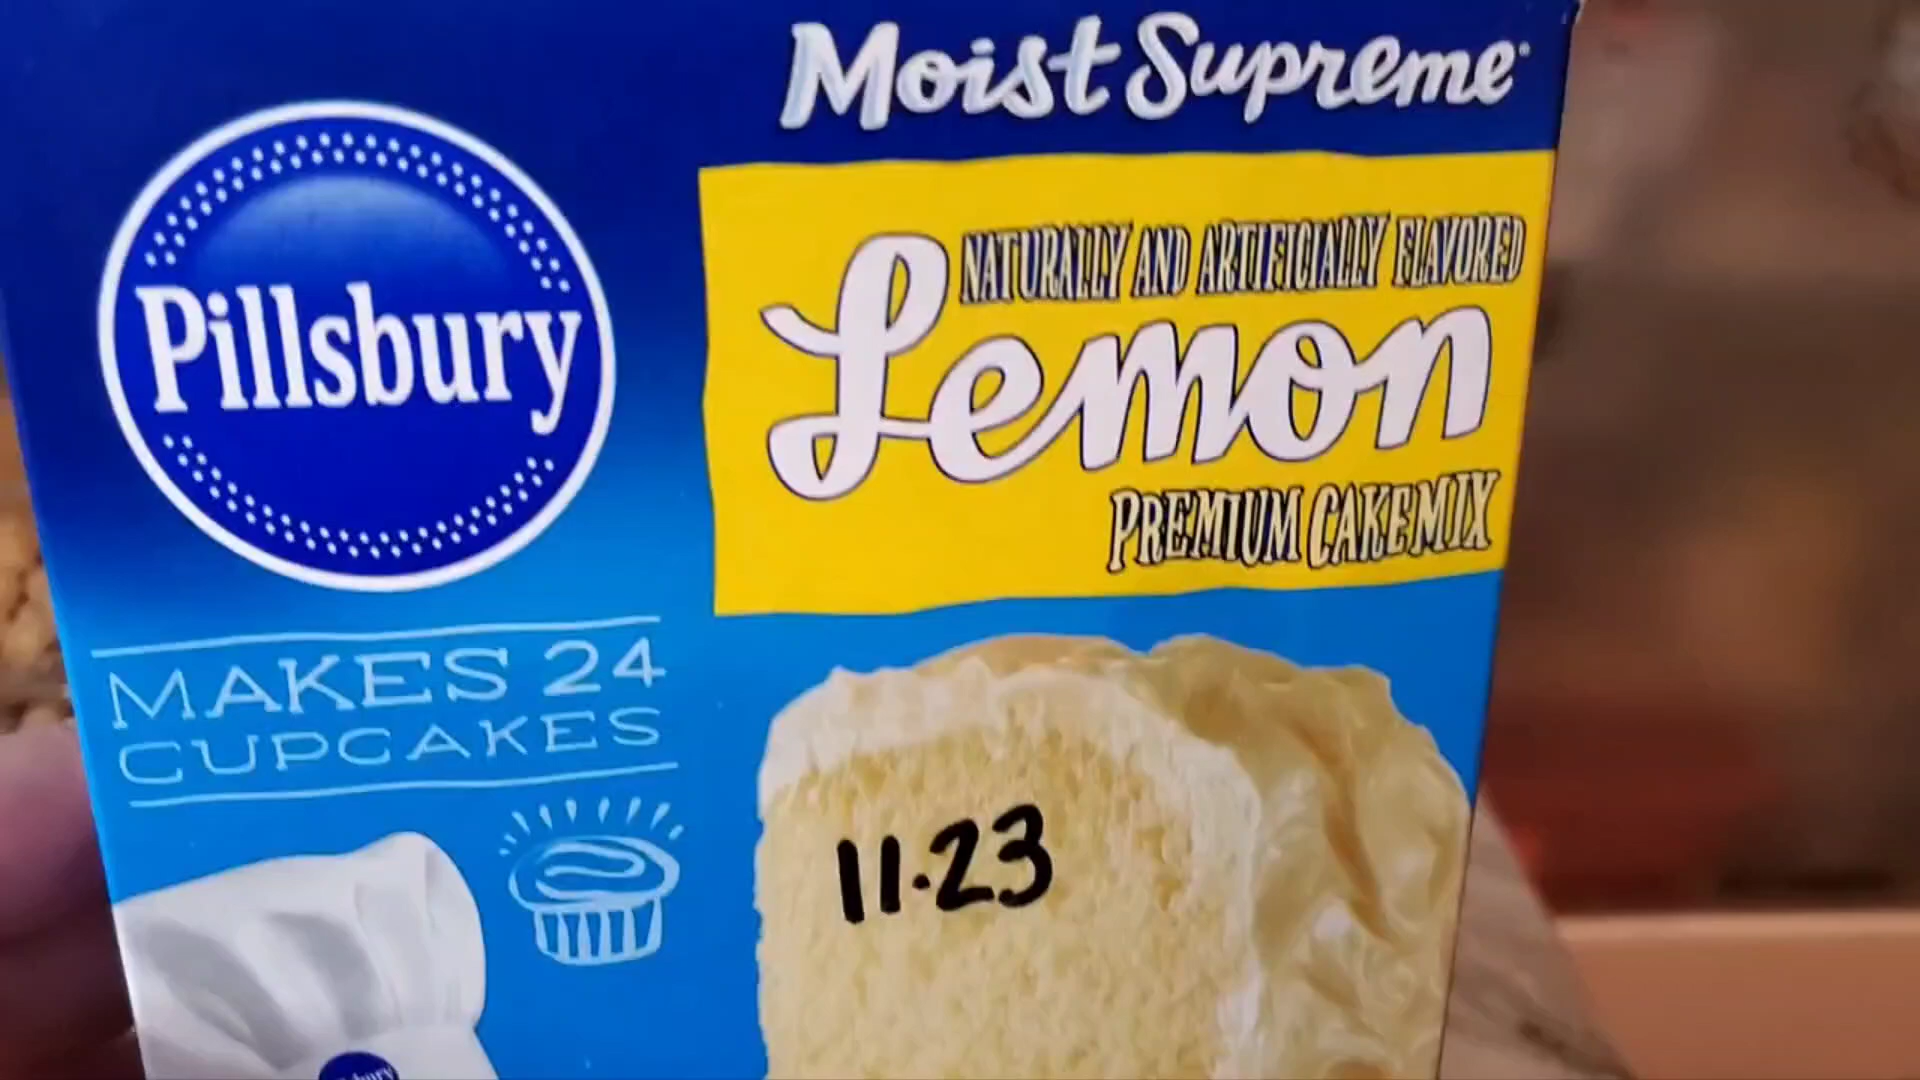 Moist Supreme
Pillsbury
NATURALLY AND ARTIFICIALLY FLAVORED
Lemon
PREMIUM CAKE MIX
MAKES 24
CUPCAKES
11·23